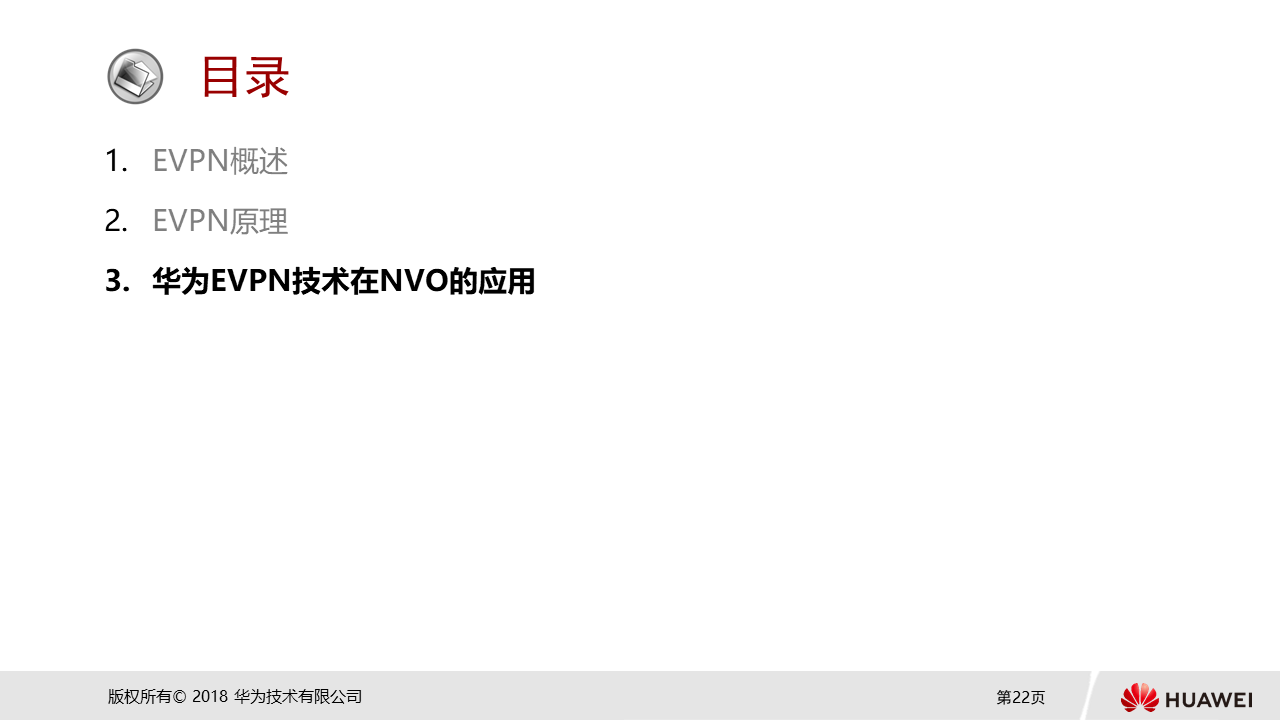 目录
1. EVPN概述
2. EVPN原理
3. 华为EVPN技术在NVO的应用
版权所有© 2018 华为技术有限公司
第22页
HUAWEI